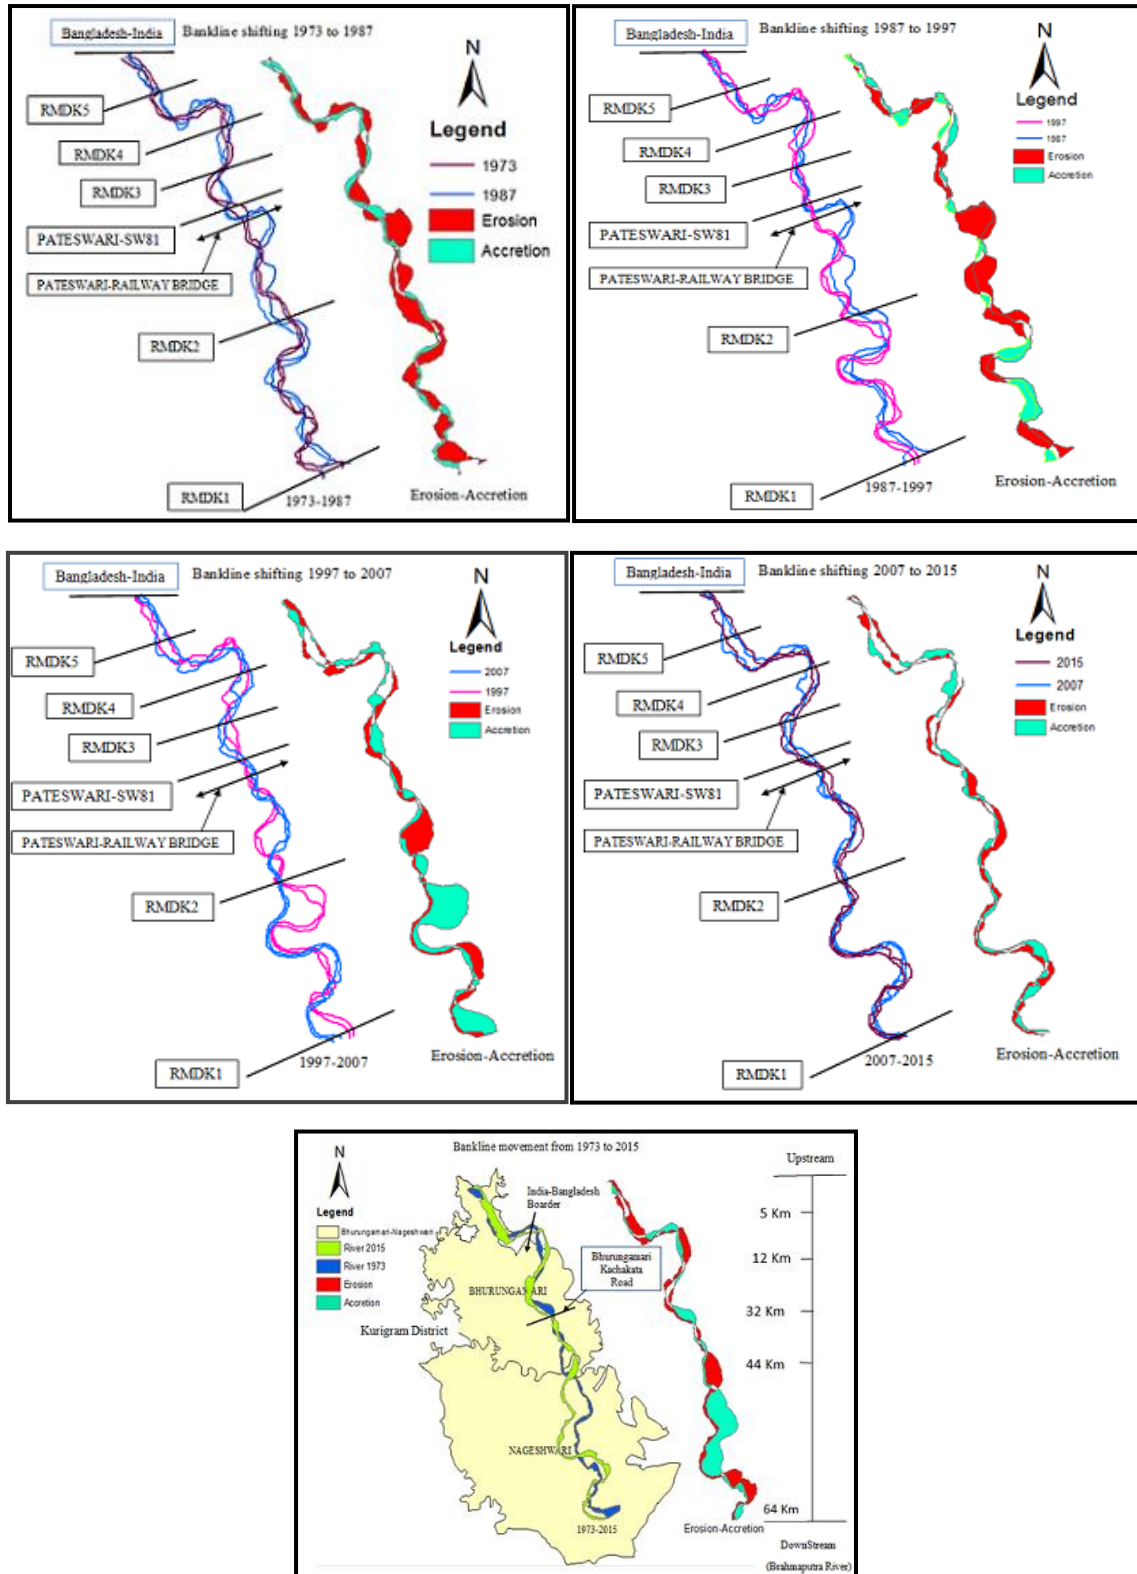 Bangladesh-India
Bankline shifting 1973 to 1987
N
RMDK5
RMDK4
RMDK3
PATESWARI-SW81
PATESWARI-RAILWAY BRIDGE
RMDK2
RMDK1
1973-1987
Legend
1973
1987
Erosion
Accretion
Erosion-Accretion
Bangladesh-India
Bankline shifting 1987 to 1997
N
RMDK5
RMDK4
RMDK3
PATESWARI-SW81
PATESWARI-RAILWAY BRIDGE
RMDK2
RMDK1
1987-1997
Legend
1997
1987
Erosion
Accretion
Erosion-Accretion
Bangladesh-India
Bankline shifting 1997 to 2007
N
RMDK5
RMDK4
RMDK3
PATESWARI-SW81
PATESWARI-RAILWAY BRIDGE
RMDK2
RMDK1
1997-2007
Legend
2007
1997
Erosion
Accretion
Erosion-Accretion
Bangladesh-India
Bankline shifting 2007 to 2015
N
RMDK5
RMDK4
RMDK3
PATESWARI-SW81
PATESWARI-RAILWAY BRIDGE
RMDK2
RMDK1
2007-2015
Legend
2015
2007
Erosion
Accretion
Erosion-Accretion
Bankline movement from 1973 to 2015
N
Legend
Bhurungamari-Nageshwari
River 2015
River 1973
Erosion
Accretion
India-Bangladesh
Boarder
Bhurungamari
Kachakata
Road
BHURUNGAMARI
Kurigram District
NAGESHWARI
1973-2015
Upstream
5 Km
12 Km
32 Km
44 Km
64 Km
Erosion-Accretion
DownStream
(Brahmaputra River)